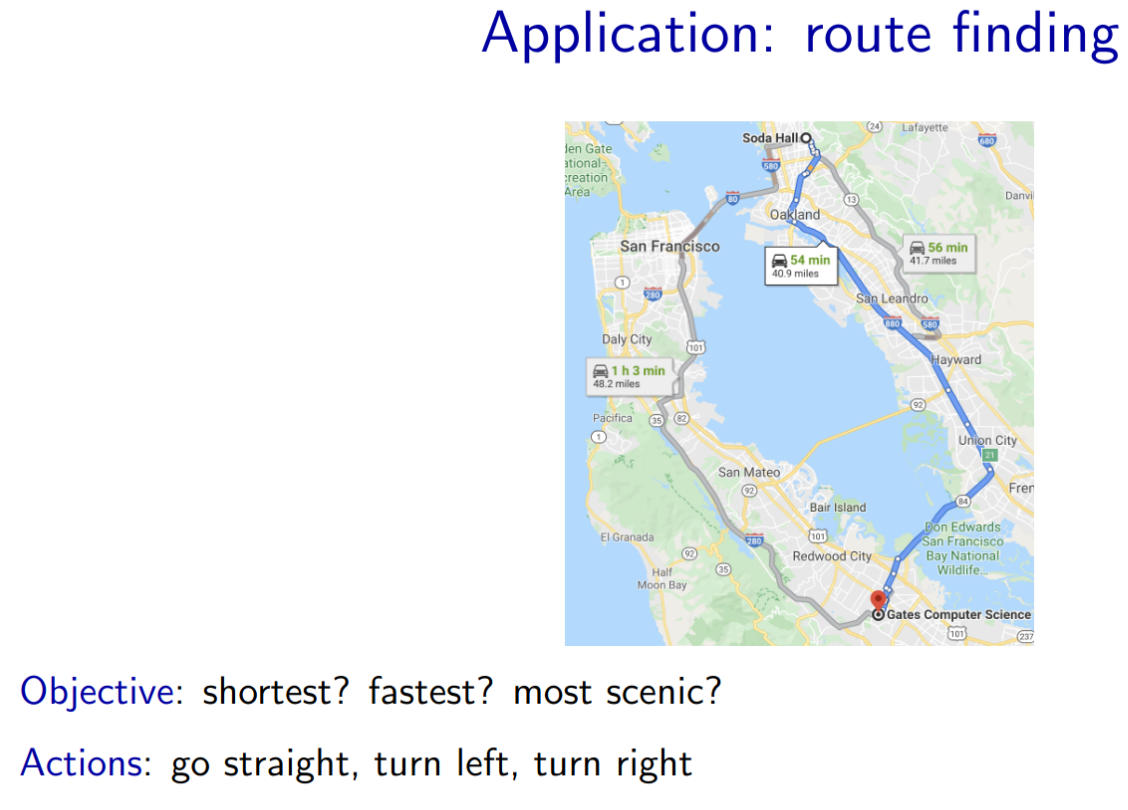 Application: route finding
Soda Hall
24
Lafayette
680
den Gate
ational
creation
Area
580
80
13
Danvi
Oakland
San Francisco
56 min
41.7 miles
54 min
40.9 miles
1
280
San Leandro
880
580
Daly City
101
Hayward
1 h 3 min
48.2 miles
92
Pacifica
35
82
1
Union City
21
San Mateo
92
Fren
84
Bair Island
Don Edwards
San Francisco
Bay National
Wildlife...
El Granada
280
101
92
Redwood City
35
Half
Moon Bay
Gates Computer Science
101
237
Objective: shortest? fastest? most scenic?
Actions: go straight, turn left, turn right